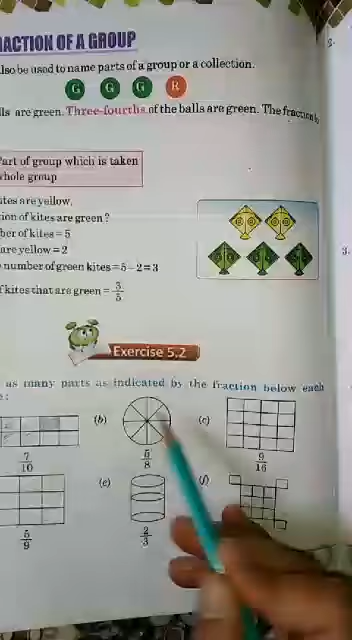 ACTION OF A GROUP
lso be used to name parts of a group or a collection.
G G G R
lls are green. Three-fourths of the balls are green. The fraction
Part of group which is taken
whole group
ites are yellow.
ion of kites are green ?
ber of kites = 5
are yellow = 2
number of green kites = 5 - 2 = 3
f kites that are green = 3/5
Exercise 5.2
as many parts as indicated by the fraction below each
(b) (c)
7/10 5/8 9/16
(e) (f)
5/9 2/3
3.